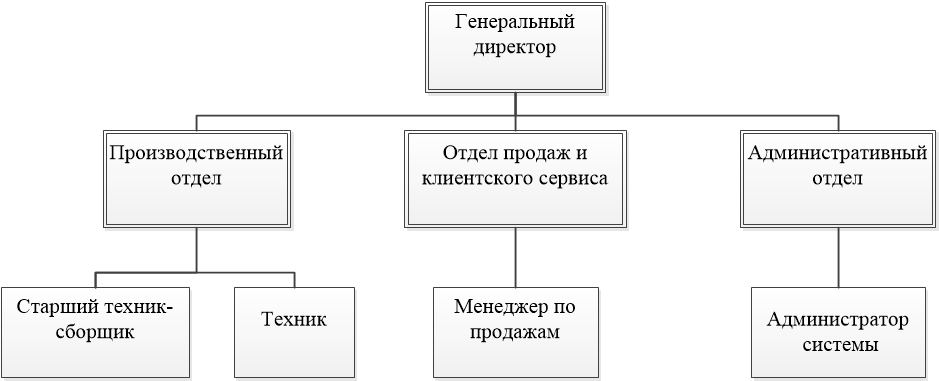 Генеральный
директор
Производственный
отдел
Отдел продаж и
клиентского сервиса
Административный
отдел
Старший техник-
сборщик
Техник
Менеджер по
продажам
Администратор
системы